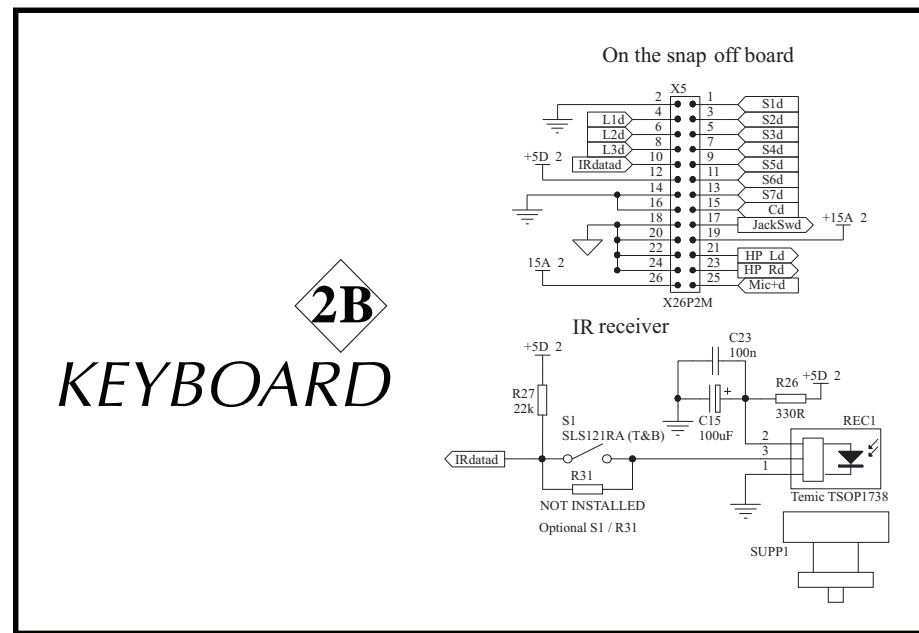 On the snap off board
X5
2 1 S1d
L1d 4 3 S2d
L2d 6 5 S3d
L3d 8 7 S4d
IRdatad 10 9 S5d
+5D 2 12 11 S6d
14 13 S7d
16 15 Cd
18 17 JackSwd
20 19 +15A 2
22 21 HP Ld
24 23 HP Rd
15A 2 26 25 Mic+d
X26P2M
2B
KEYBOARD
IR receiver
+5D 2
R27
22k
C23
100n
C15
100uF
+
R26
330R
+5D 2
S1
SLS121RA (T&B)
IRdatad
R31
NOT INSTALLED
Optional S1 / R31
REC1
2
3
1
Temic TSOP1738
SUPP1